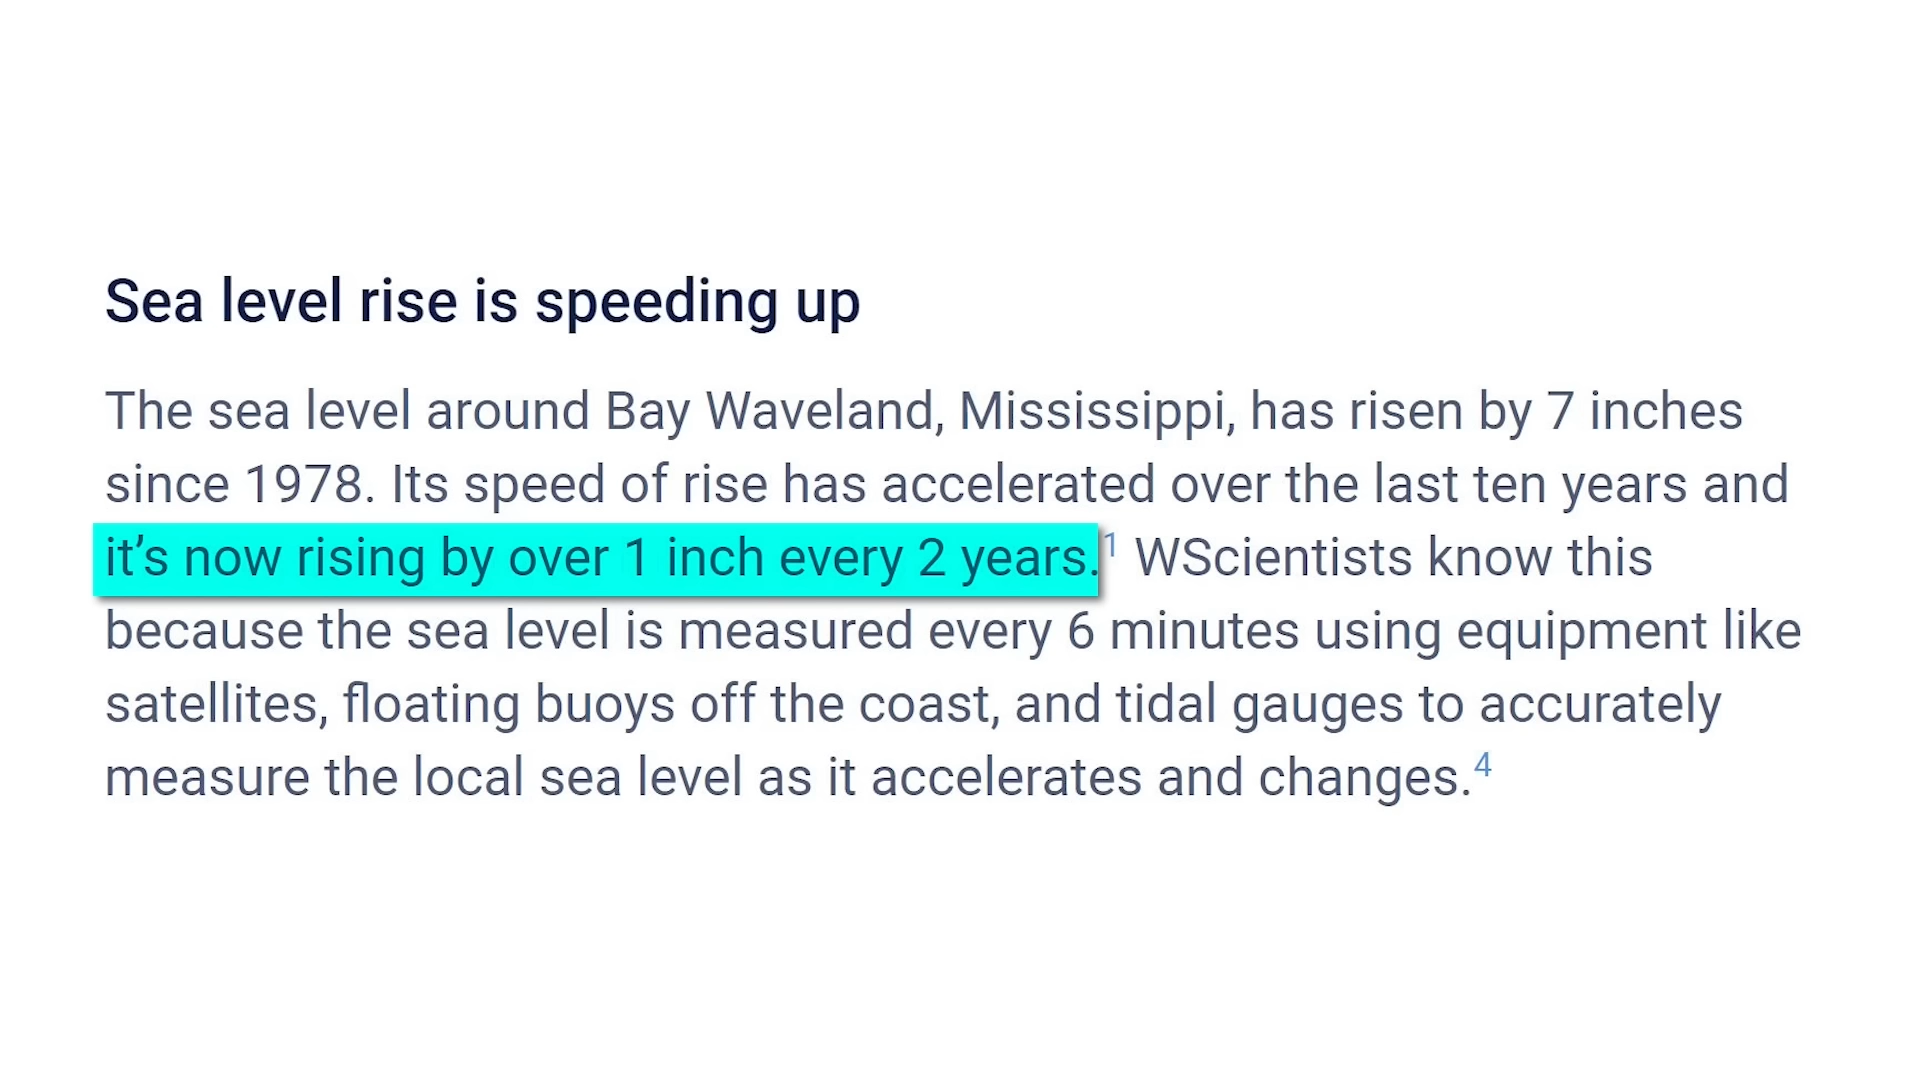 Sea level rise is speeding up
The sea level around Bay Waveland, Mississippi, has risen by 7 inches
since 1978. Its speed of rise has accelerated over the last ten years and
it’s now rising by over 1 inch every 2 years.¹ WScientists know this
because the sea level is measured every 6 minutes using equipment like
satellites, floating buoys off the coast, and tidal gauges to accurately
measure the local sea level as it accelerates and changes.⁴